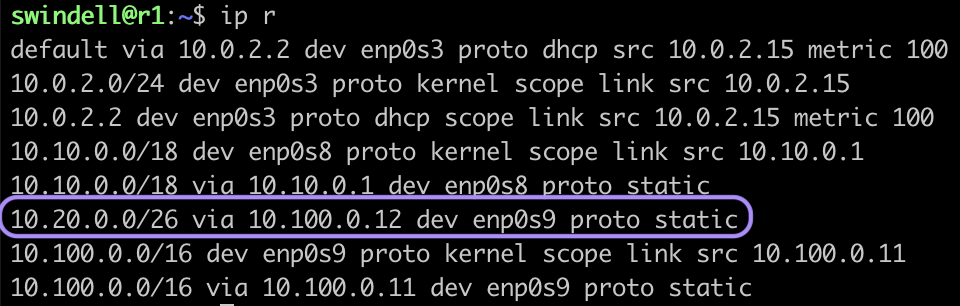 swindell@r1:~$ ip r
default via 10.0.2.2 dev enp0s3 proto dhcp src 10.0.2.15 metric 100
10.0.2.0/24 dev enp0s3 proto kernel scope link src 10.0.2.15
10.0.2.2 dev enp0s3 proto dhcp scope link src 10.0.2.15 metric 100
10.10.0.0/18 dev enp0s8 proto kernel scope link src 10.10.0.1
10.10.0.0/18 via 10.10.0.1 dev enp0s8 proto static
10.20.0.0/26 via 10.100.0.12 dev enp0s9 proto static
10.100.0.0/16 dev enp0s9 proto kernel scope link src 10.100.0.11
10.100.0.0/16 via 10.100.0.11 dev enp0s9 proto static